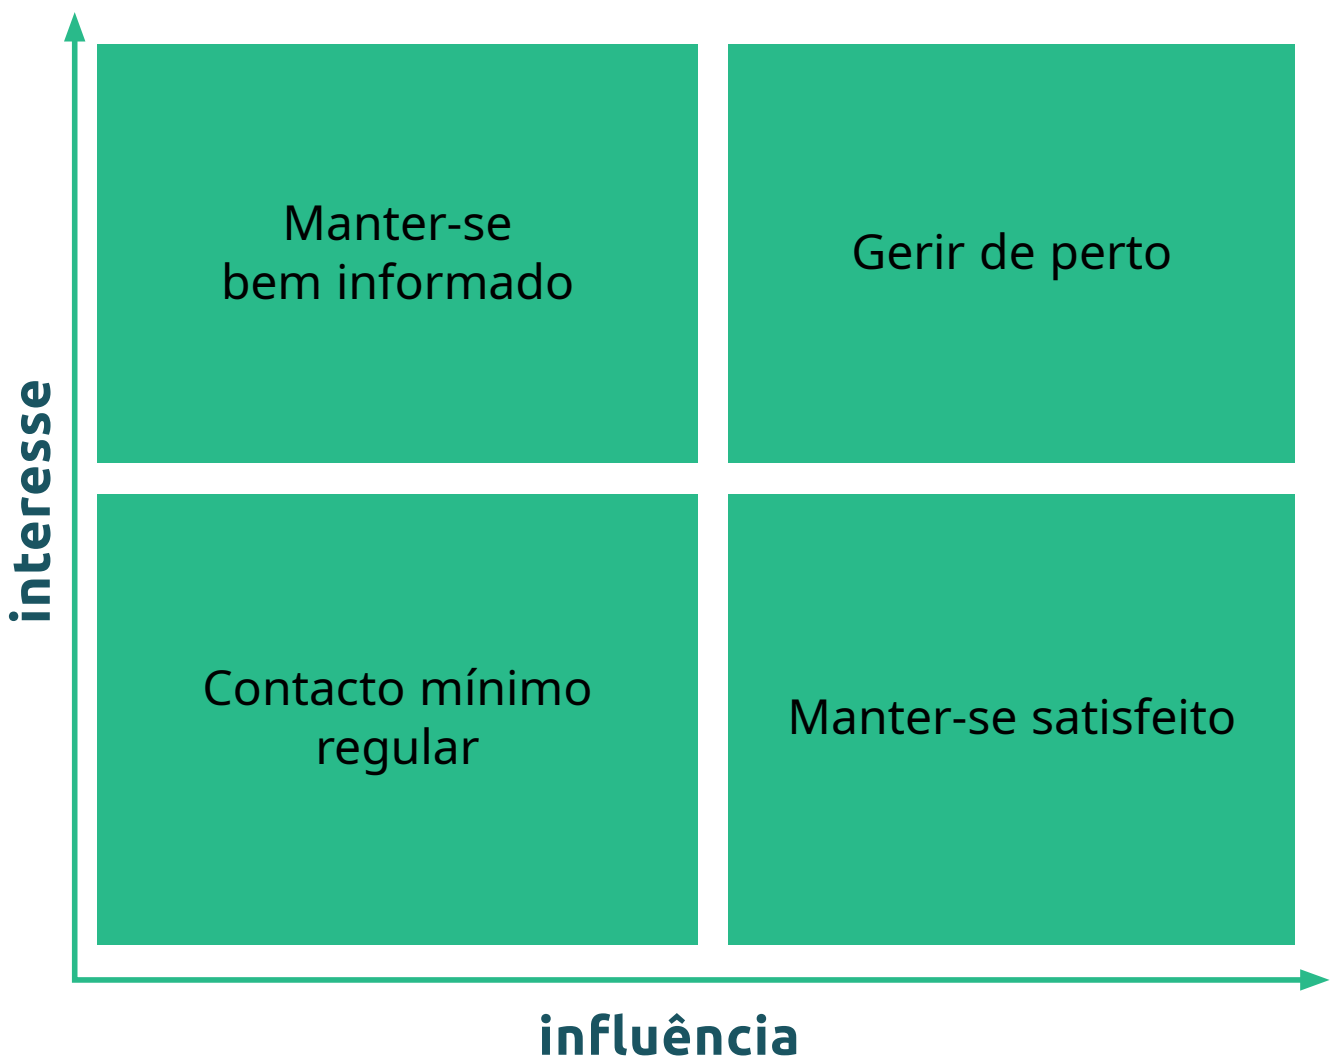 Manter-se
bem informado
Gerir de perto
interesse
Contacto mínimo
regular
Manter-se satisfeito
influência